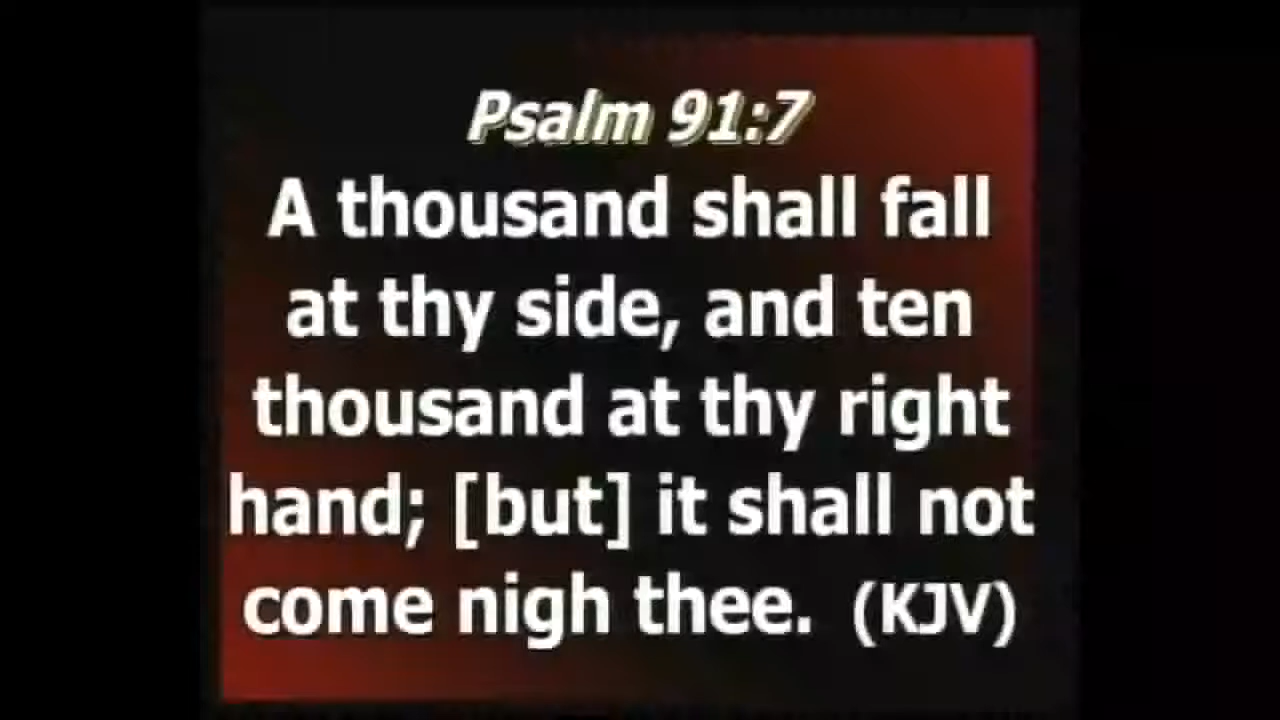 Psalm 91:7
A thousand shall fall
at thy side, and ten
thousand at thy right
hand; [but] it shall not
come nigh thee. (KJV)